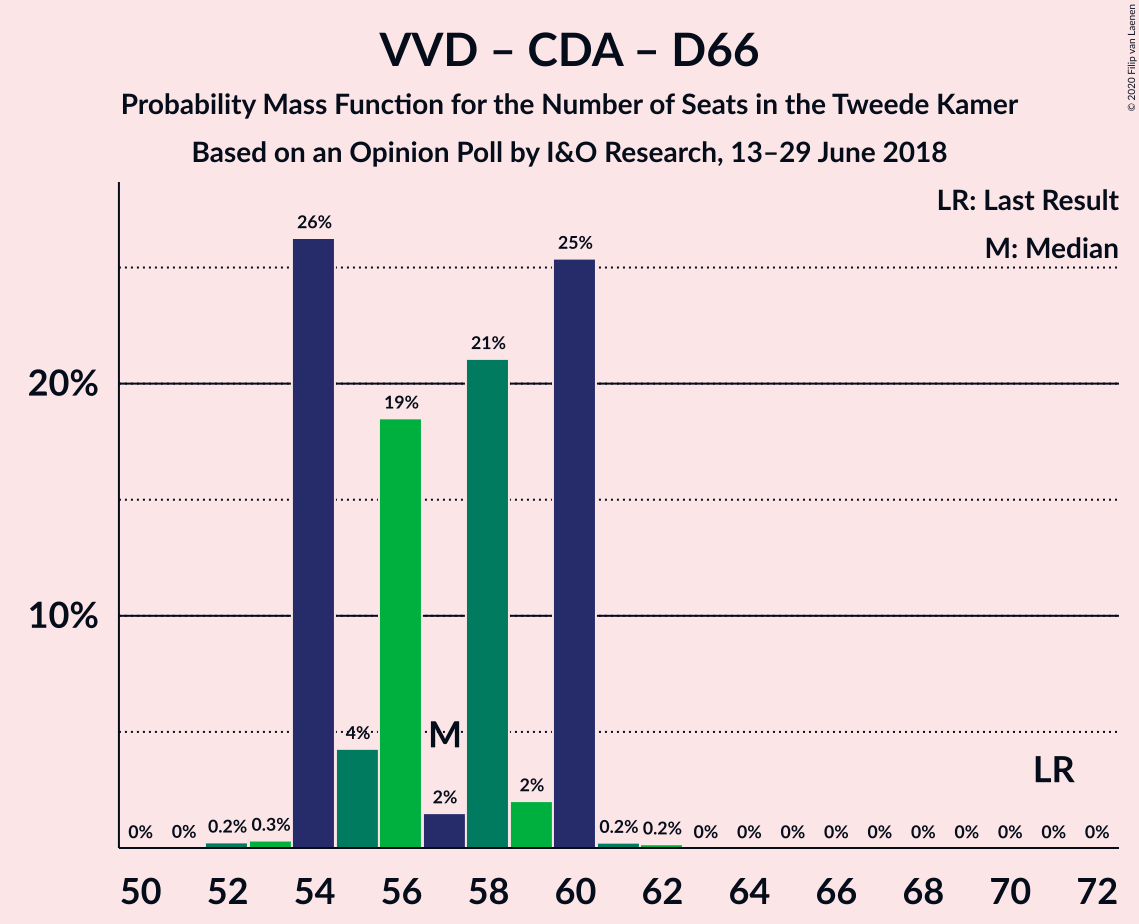 VVD – CDA – D66
Probability Mass Function for the Number of Seats in the Tweede Kamer
Based on an Opinion Poll by I&O Research, 13–29 June 2018
© 2020 Filip van Laenen
LR: Last Result
M: Median
20%
10%
0% 0% 0.2% 0.3% 26% 4% 19% 2% 21% 2% 25% 0.2% 0.2% 0% 0% 0% 0% 0% 0% 0% 0% 0% 0%
M
LR
50 52 54 56 58 60 62 64 66 68 70 72